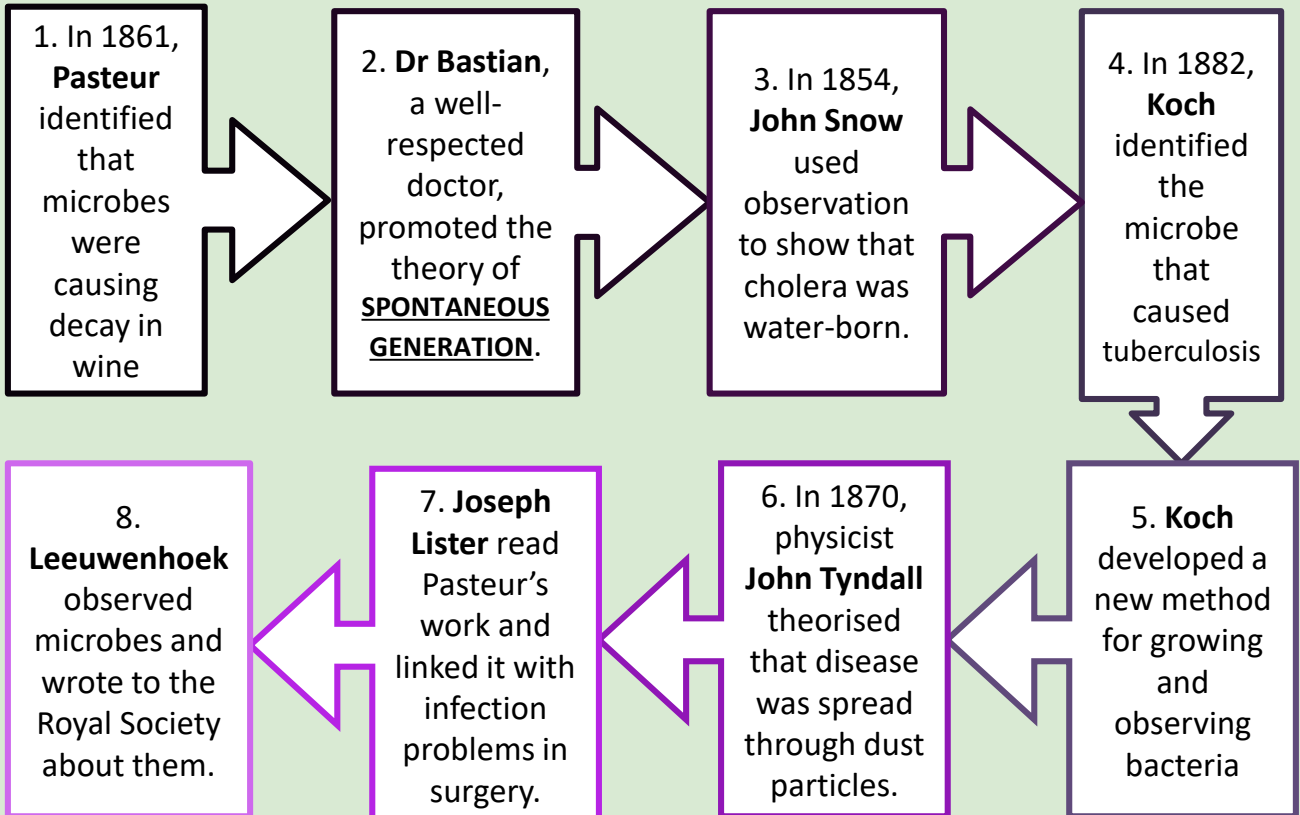 1. In 1861,
Pasteur
identified
that
microbes
were
causing
decay in
wine
2. Dr Bastian,
a well-
respected
doctor,
promoted the
theory of
SPONTANEOUS
GENERATION.
3. In 1854,
John Snow
used
observation
to show that
cholera was
water-born.
4. In 1882,
Koch
identified
the
microbe
that
caused
tuberculosis
5. Koch
developed a
new method
for growing
and
observing
bacteria
6. In 1870,
physicist
John Tyndall
theorised
that disease
was spread
through dust
particles.
7. Joseph
Lister read
Pasteur’s
work and
linked it with
infection
problems in
surgery.
8.
Leeuwenhoek
observed
microbes and
wrote to the
Royal Society
about them.